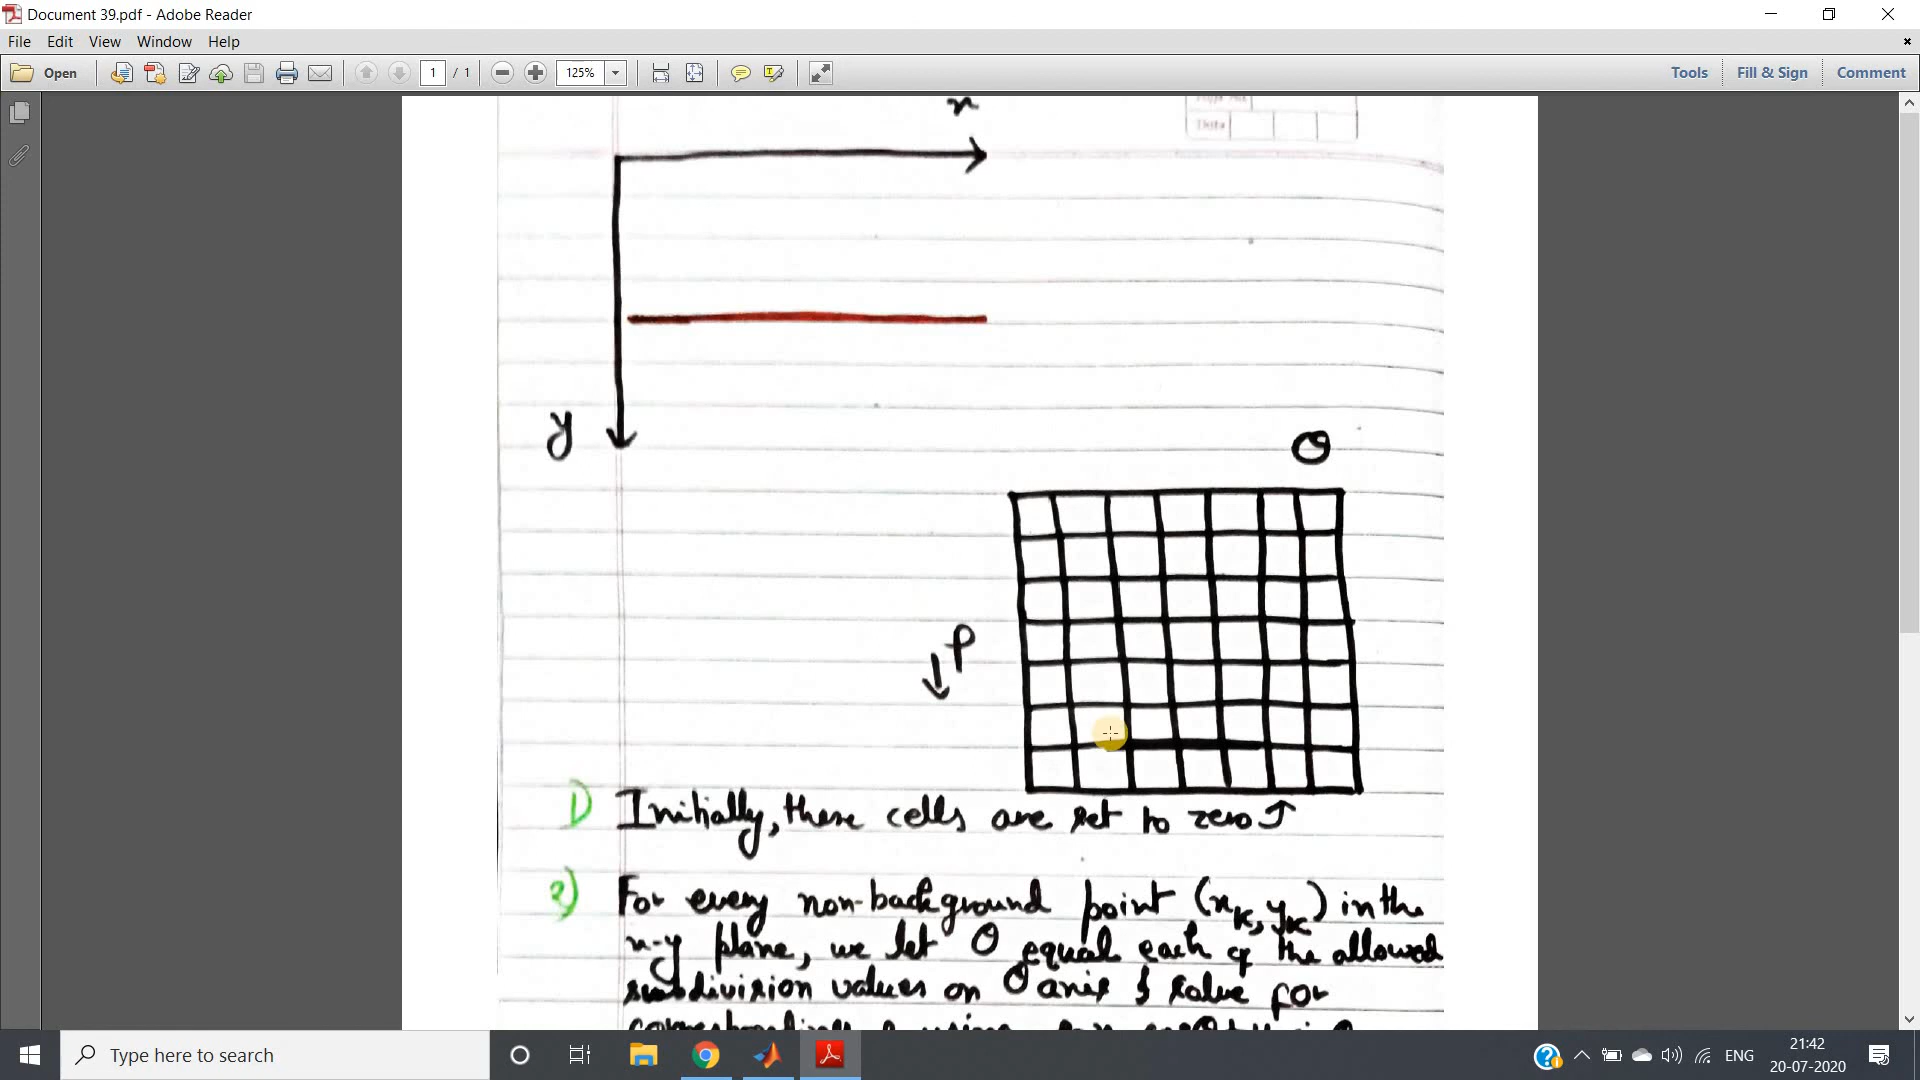 Document 39.pdf - Adobe Reader
File Edit View Window Help
Open 1 / 1 125% Tools Fill & Sign Comment
x
Date
y
θ
ρ
1) Initially, these cells are set to zero
2) For every non-background point (xk, yk) in the
x-y plane, we let θ equal each of the allowed
subdivision values on θ axis & solve for
Type here to search
ENG
21:42
20-07-2020